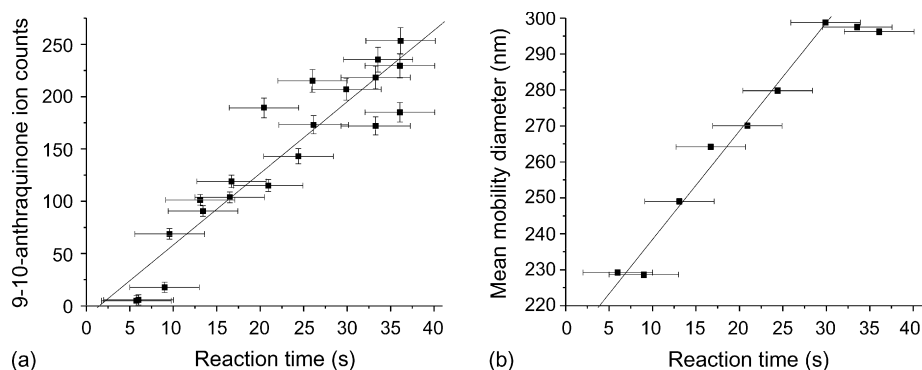 250
200
150
100
50
0
0 5 10 15 20 25 30 35 40
9-10-anthraquinone ion counts
Reaction time (s)
(a)
300
290
280
270
260
250
240
230
220
0 5 10 15 20 25 30 35 40
Mean mobility diameter (nm)
Reaction time (s)
(b)